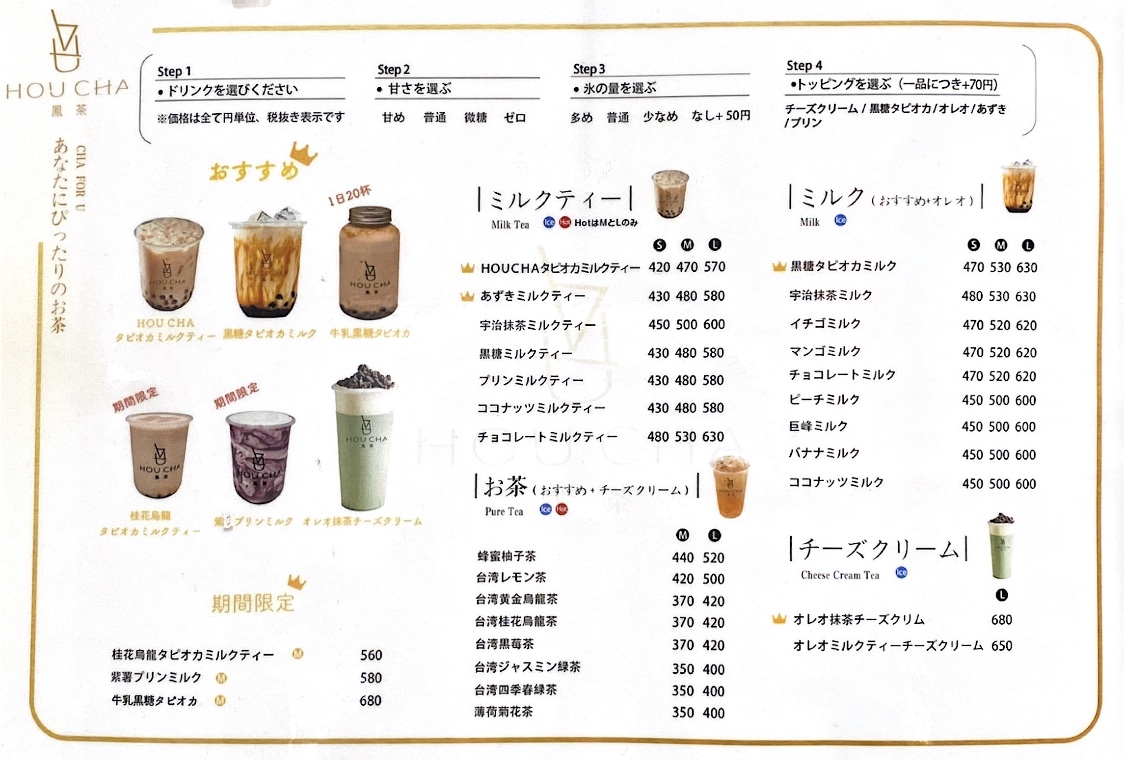 HOU CHA
鳳 茶
CHA FOR U
あなたにぴったりのお茶
Step 1
• ドリンクを選びください
※価格は全て円単位、税抜き表示です
Step 2
• 甘さを選ぶ
甘め 普通 微糖 ゼロ
Step 3
• 氷の量を選ぶ
多め 普通 少なめ なし+50円
Step 4
•トッピングを選ぶ（一品につき+70円）
チーズクリーム / 黒糖タピオカ / オレオ / あずき
/プリン
おすすめ
1日20杯
HOU CHA
タピオカミルクティー
黒糖タピオカミルク
牛乳黒糖タピオカ
期間限定
期間限定
桂花烏龍
タピオカミルクティー
紫 プリンミルク
オレオ抹茶チーズクリーム
期間限定
桂花烏龍タピオカミルクティー M 560
紫薯プリンミルク M 580
牛乳黒糖タピオカ M 680
ミルクティー
Milk Tea Ice Hot HotはMとLのみ
S M L
HOUCHAタピオカミルクティー 420 470 570
あずきミルクティー 430 480 580
宇治抹茶ミルクティー 450 500 600
黒糖ミルクティー 430 480 580
プリンミルクティー 430 480 580
ココナッツミルクティー 430 480 580
チョコレートミルクティー 480 530 630
お茶 ( おすすめ + チーズクリーム )
Pure Tea Ice Hot
M L
蜂蜜柚子茶 440 520
台湾レモン茶 420 500
台湾黄金烏龍茶 370 420
台湾桂花烏龍茶 370 420
台湾黒莓茶 370 420
台湾ジャスミン緑茶 350 400
台湾四季春緑茶 350 400
薄荷菊花茶 350 400
ミルク ( おすすめ+オレオ )
Milk Ice
S M L
黒糖タピオカミルク 470 530 630
宇治抹茶ミルク 480 530 630
イチゴミルク 470 520 620
マンゴミルク 470 520 620
チョコレートミルク 470 520 620
ピーチミルク 450 500 600
巨峰ミルク 450 500 600
バナナミルク 450 500 600
ココナッツミルク 450 500 600
チーズクリーム
Cheese Cream Tea Ice
L
オレオ抹茶チーズクリム 680
オレオミルクティーチーズクリーム 650